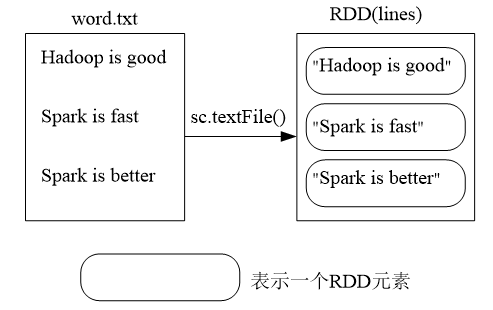 word.txt
RDD(lines)
Hadoop is good
Spark is fast
Spark is better
sc.textFile()
"Hadoop is good"
"Spark is fast"
"Spark is better"
表示一个RDD元素